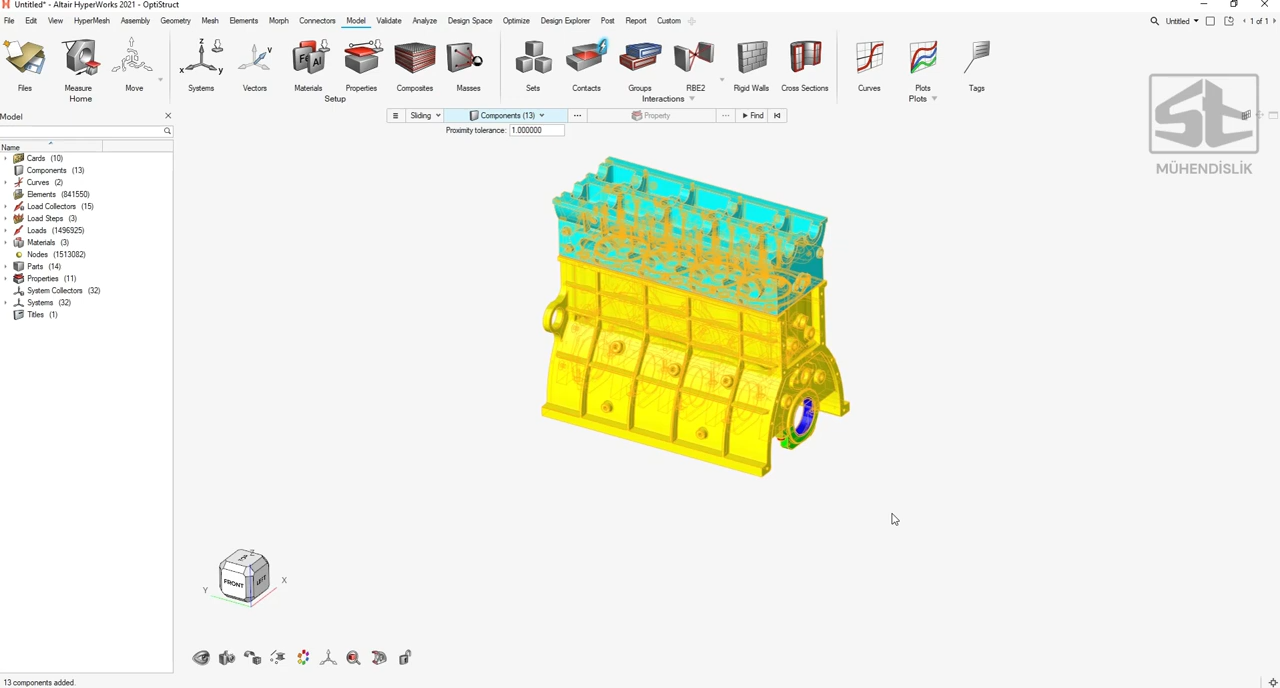 Untitled* - Altair HyperWorks 2021 - OptiStruct
File Edit View HyperMesh Assembly Geometry Mesh Elements Morph Connectors Model Validate Analyze Design Space Optimize Design Explorer Post Report Custom
Untitled 1 of 1
Files Measure Move Systems Vectors Materials Properties Composites Masses Sets Contacts Groups RBE2 Rigid Walls Cross Sections Curves Plots Tags
Home Setup Interactions Plots
Model
Sliding Components (13) Property Find
Proximity tolerance: 1.000000
Name
Cards (10)
Components (13)
Curves (2)
Elements (841550)
Load Collectors (15)
Load Steps (3)
Loads (1496925)
Materials (3)
Nodes (1513082)
Parts (14)
Properties (11)
System Collectors (32)
Systems (32)
Titles (1)
st
MÜHENDİSLİK
Z
X Y
Fe Al
FRONT LEFT
Y X Z
13 components added.